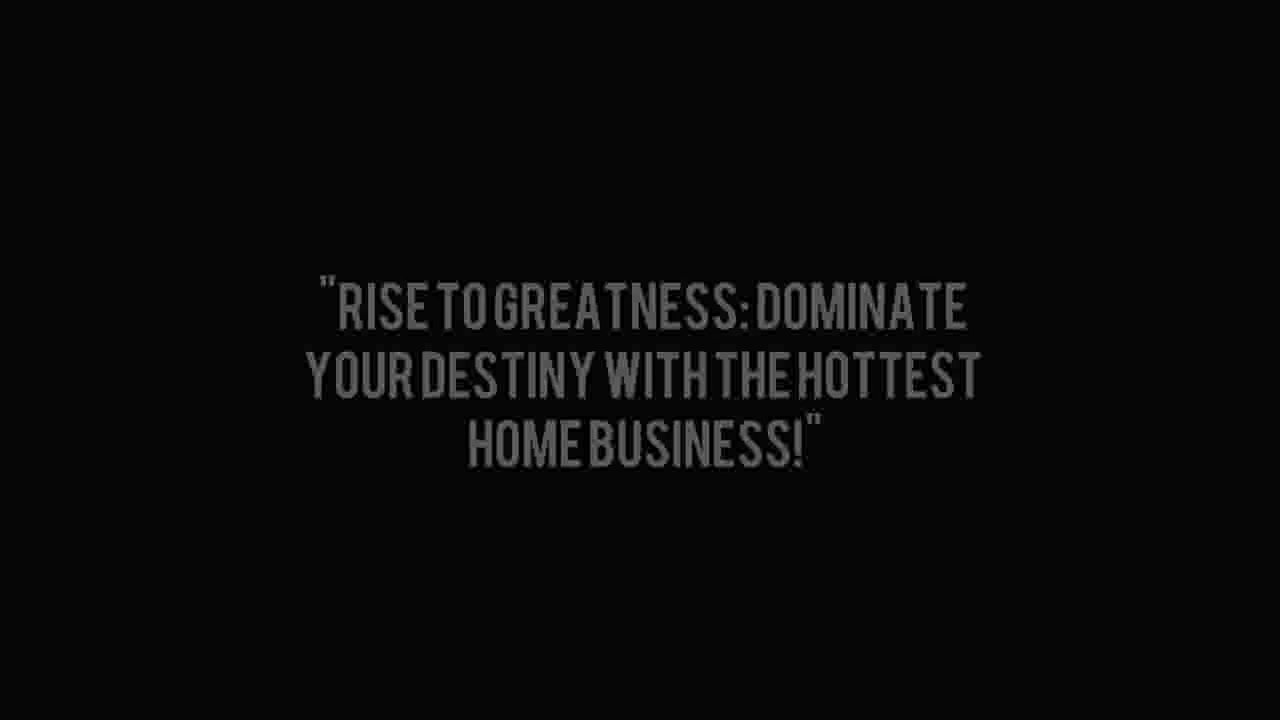 "RISE TO GREATNESS: DOMINATE
YOUR DESTINY WITH THE HOTTEST
HOME BUSINESS!"